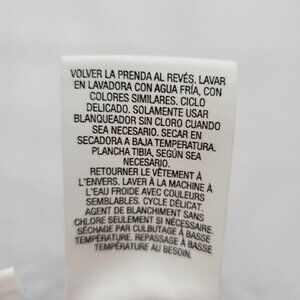 VOLVER LA PRENDA AL REVÉS. LAVAR
EN LAVADORA CON AGUA FRÍA, CON
COLORES SIMILARES. CICLO
DELICADO. SOLAMENTE USAR
BLANQUEADOR SIN CLORO CUANDO
SEA NECESARIO. SECAR EN
SECADORA A BAJA TEMPERATURA.
PLANCHA TIBIA, SEGÚN SEA
NECESARIO.
RETOURNER LE VÊTEMENT À
L'ENVERS. LAVER À LA MACHINE À
L'EAU FROIDE AVEC COULEURS
SEMBLABLES. CYCLE DÉLICAT.
AGENT DE BLANCHIMENT SANS
CHLORE SEULEMENT SI NÉCESSAIRE.
SÉCHAGE PAR CULBUTAGE À BASSE
TEMPÉRATURE. REPASSAGE À BASSE
TEMPÉRATURE AU BESOIN.